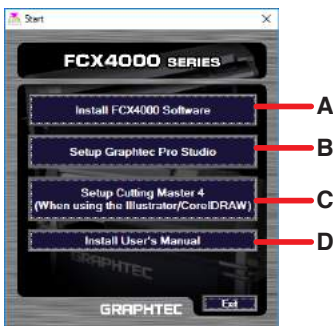 Start
FCX4000 SERIES
Install FCX4000 Software
A
Setup Graphtec Pro Studio
B
Setup Cutting Master 4
(When using the Illustrator/CorelDRAW)
C
Install User's Manual
D
GRAPHTEC
GRAPHTEC
Exit